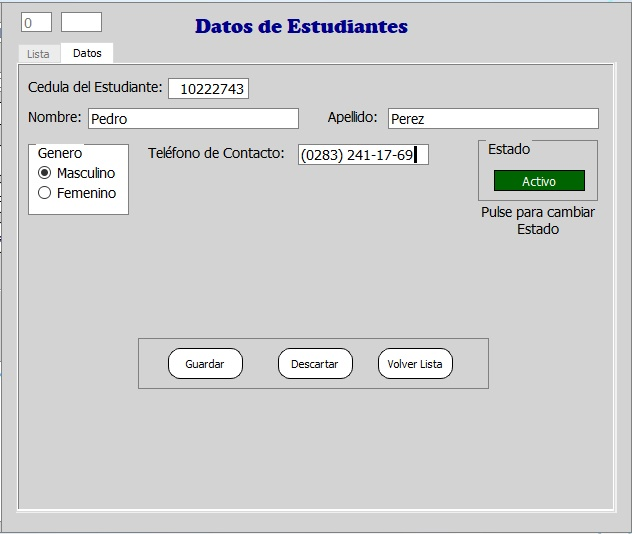 0
Datos de Estudiantes
Lista Datos
Cedula del Estudiante: 10222743
Nombre: Pedro Apellido: Perez
Genero
Masculino
Femenino
Teléfono de Contacto: (0283) 241-17-69
Estado
Activo
Pulse para cambiar
Estado
Guardar Descartar Volver Lista